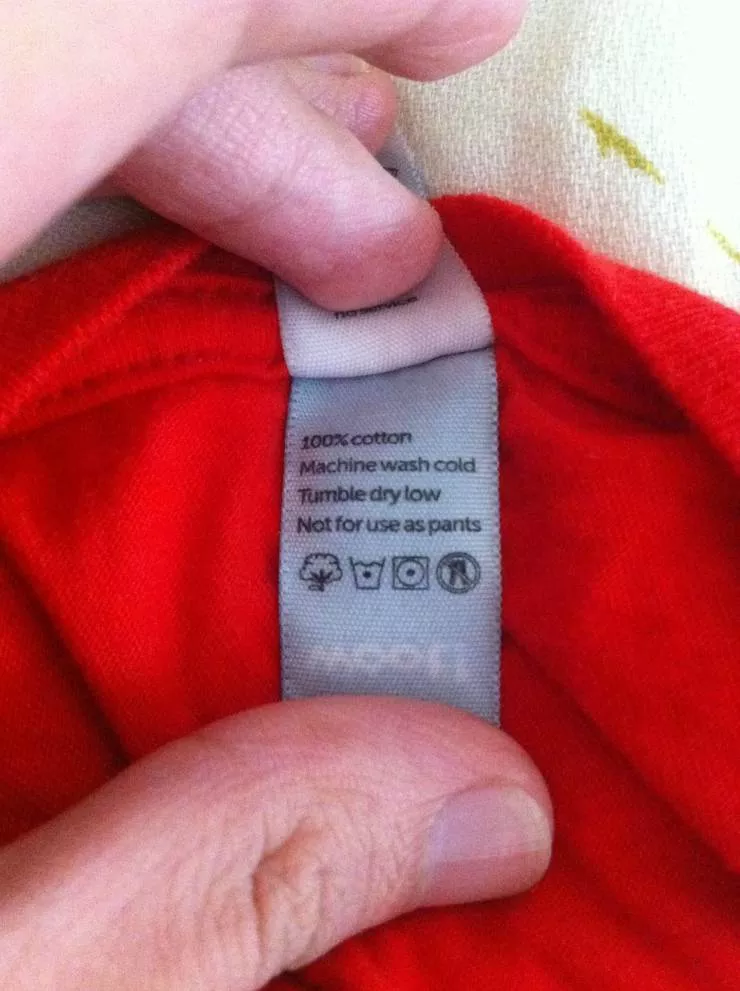 100% cotton
Machine wash cold
Tumble dry low
Not for use as pants